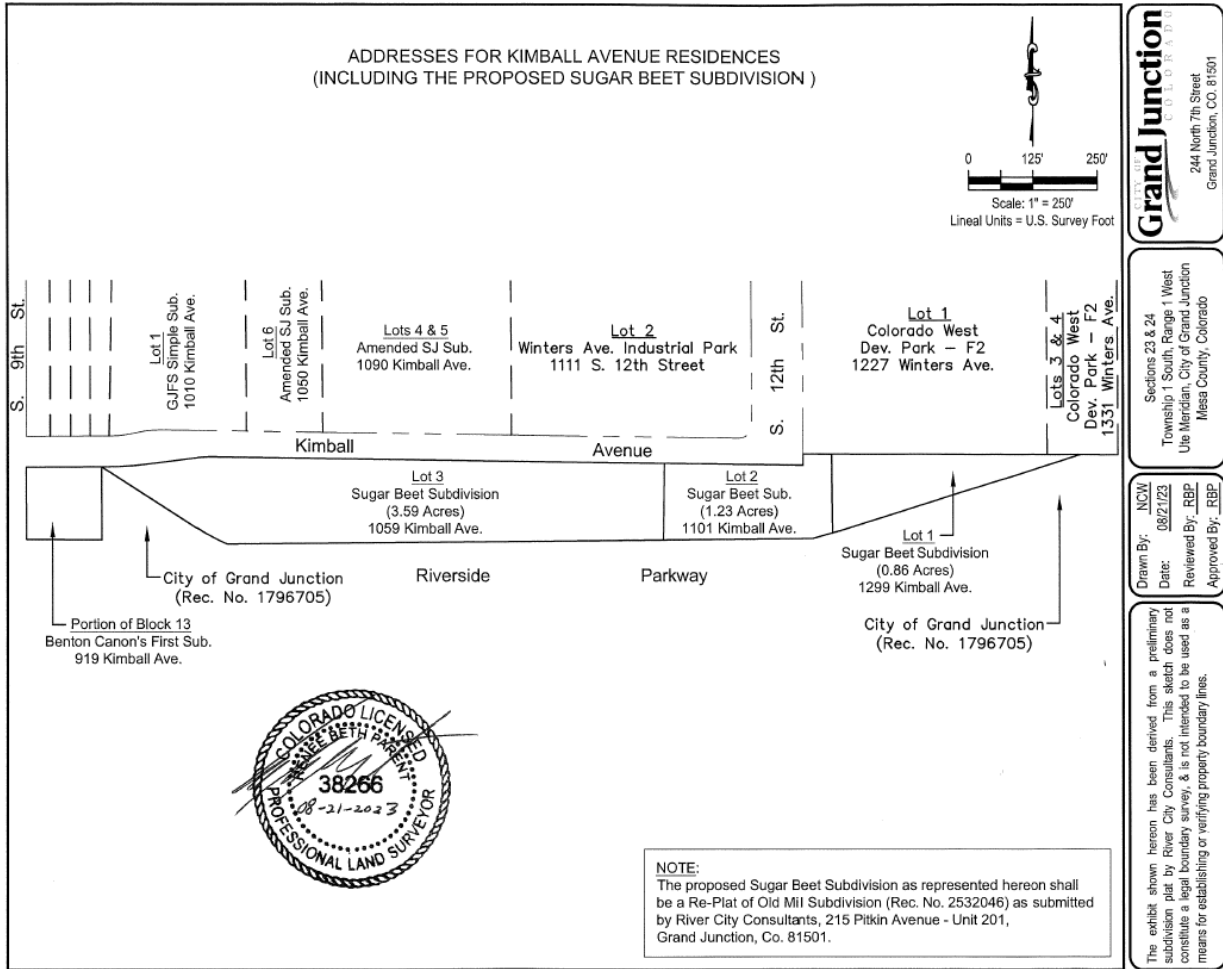 ADDRESSES FOR KIMBALL AVENUE RESIDENCES
(INCLUDING THE PROPOSED SUGAR BEET SUBDIVISION )
0 125' 250'
Scale: 1" = 250'
Lineal Units = U.S. Survey Foot
S. 9th St.
Lot 1
GJFS Simple Sub.
1010 Kimball Ave.
Lot 6
Amended SJ Sub.
1050 Kimball Ave.
Lots 4 & 5
Amended SJ Sub.
1090 Kimball Ave.
Lot 2
Winters Ave. Industrial Park
1111 S. 12th Street
S. 12th St.
Lot 1
Colorado West
Dev. Park - F2
1227 Winters Ave.
Lots 3 & 4
Colorado West
Dev. Park - F2
1331 Winters Ave.
Kimball Avenue
Lot 3
Sugar Beet Subdivision
(3.59 Acres)
1059 Kimball Ave.
Lot 2
Sugar Beet Sub.
(1.23 Acres)
1101 Kimball Ave.
Lot 1
Sugar Beet Subdivision
(0.86 Acres)
1299 Kimball Ave.
City of Grand Junction
(Rec. No. 1796705)
Riverside Parkway
City of Grand Junction
(Rec. No. 1796705)
Portion of Block 13
Benton Canon's First Sub.
919 Kimball Ave.
COLORADO LICENSED
RENEE BETH PARENT
38266
08-21-2023
PROFESSIONAL LAND SURVEYOR
NOTE:
The proposed Sugar Beet Subdivision as represented hereon shall
be a Re-Plat of Old Mil Subdivision (Rec. No. 2532046) as submitted
by River City Consultants, 215 Pitkin Avenue - Unit 201,
Grand Junction, Co. 81501.
CITY OF
Grand Junction
COLORADO
244 North 7th Street
Grand Junction, CO. 81501
Sections 23 & 24
Township 1 South, Range 1 West
Ute Meridian, City of Grand Junction
Mesa County, Colorado
Drawn By: NCW
Date: 08/21/23
Reviewed By: RBP
Approved By: RBP
The exhibit shown hereon has been derived from a preliminary
subdivision plat by River City Consultants. This sketch does not
constitute a legal boundary survey, & is not intended to be used as a
means for establishing or verifying property boundary lines.